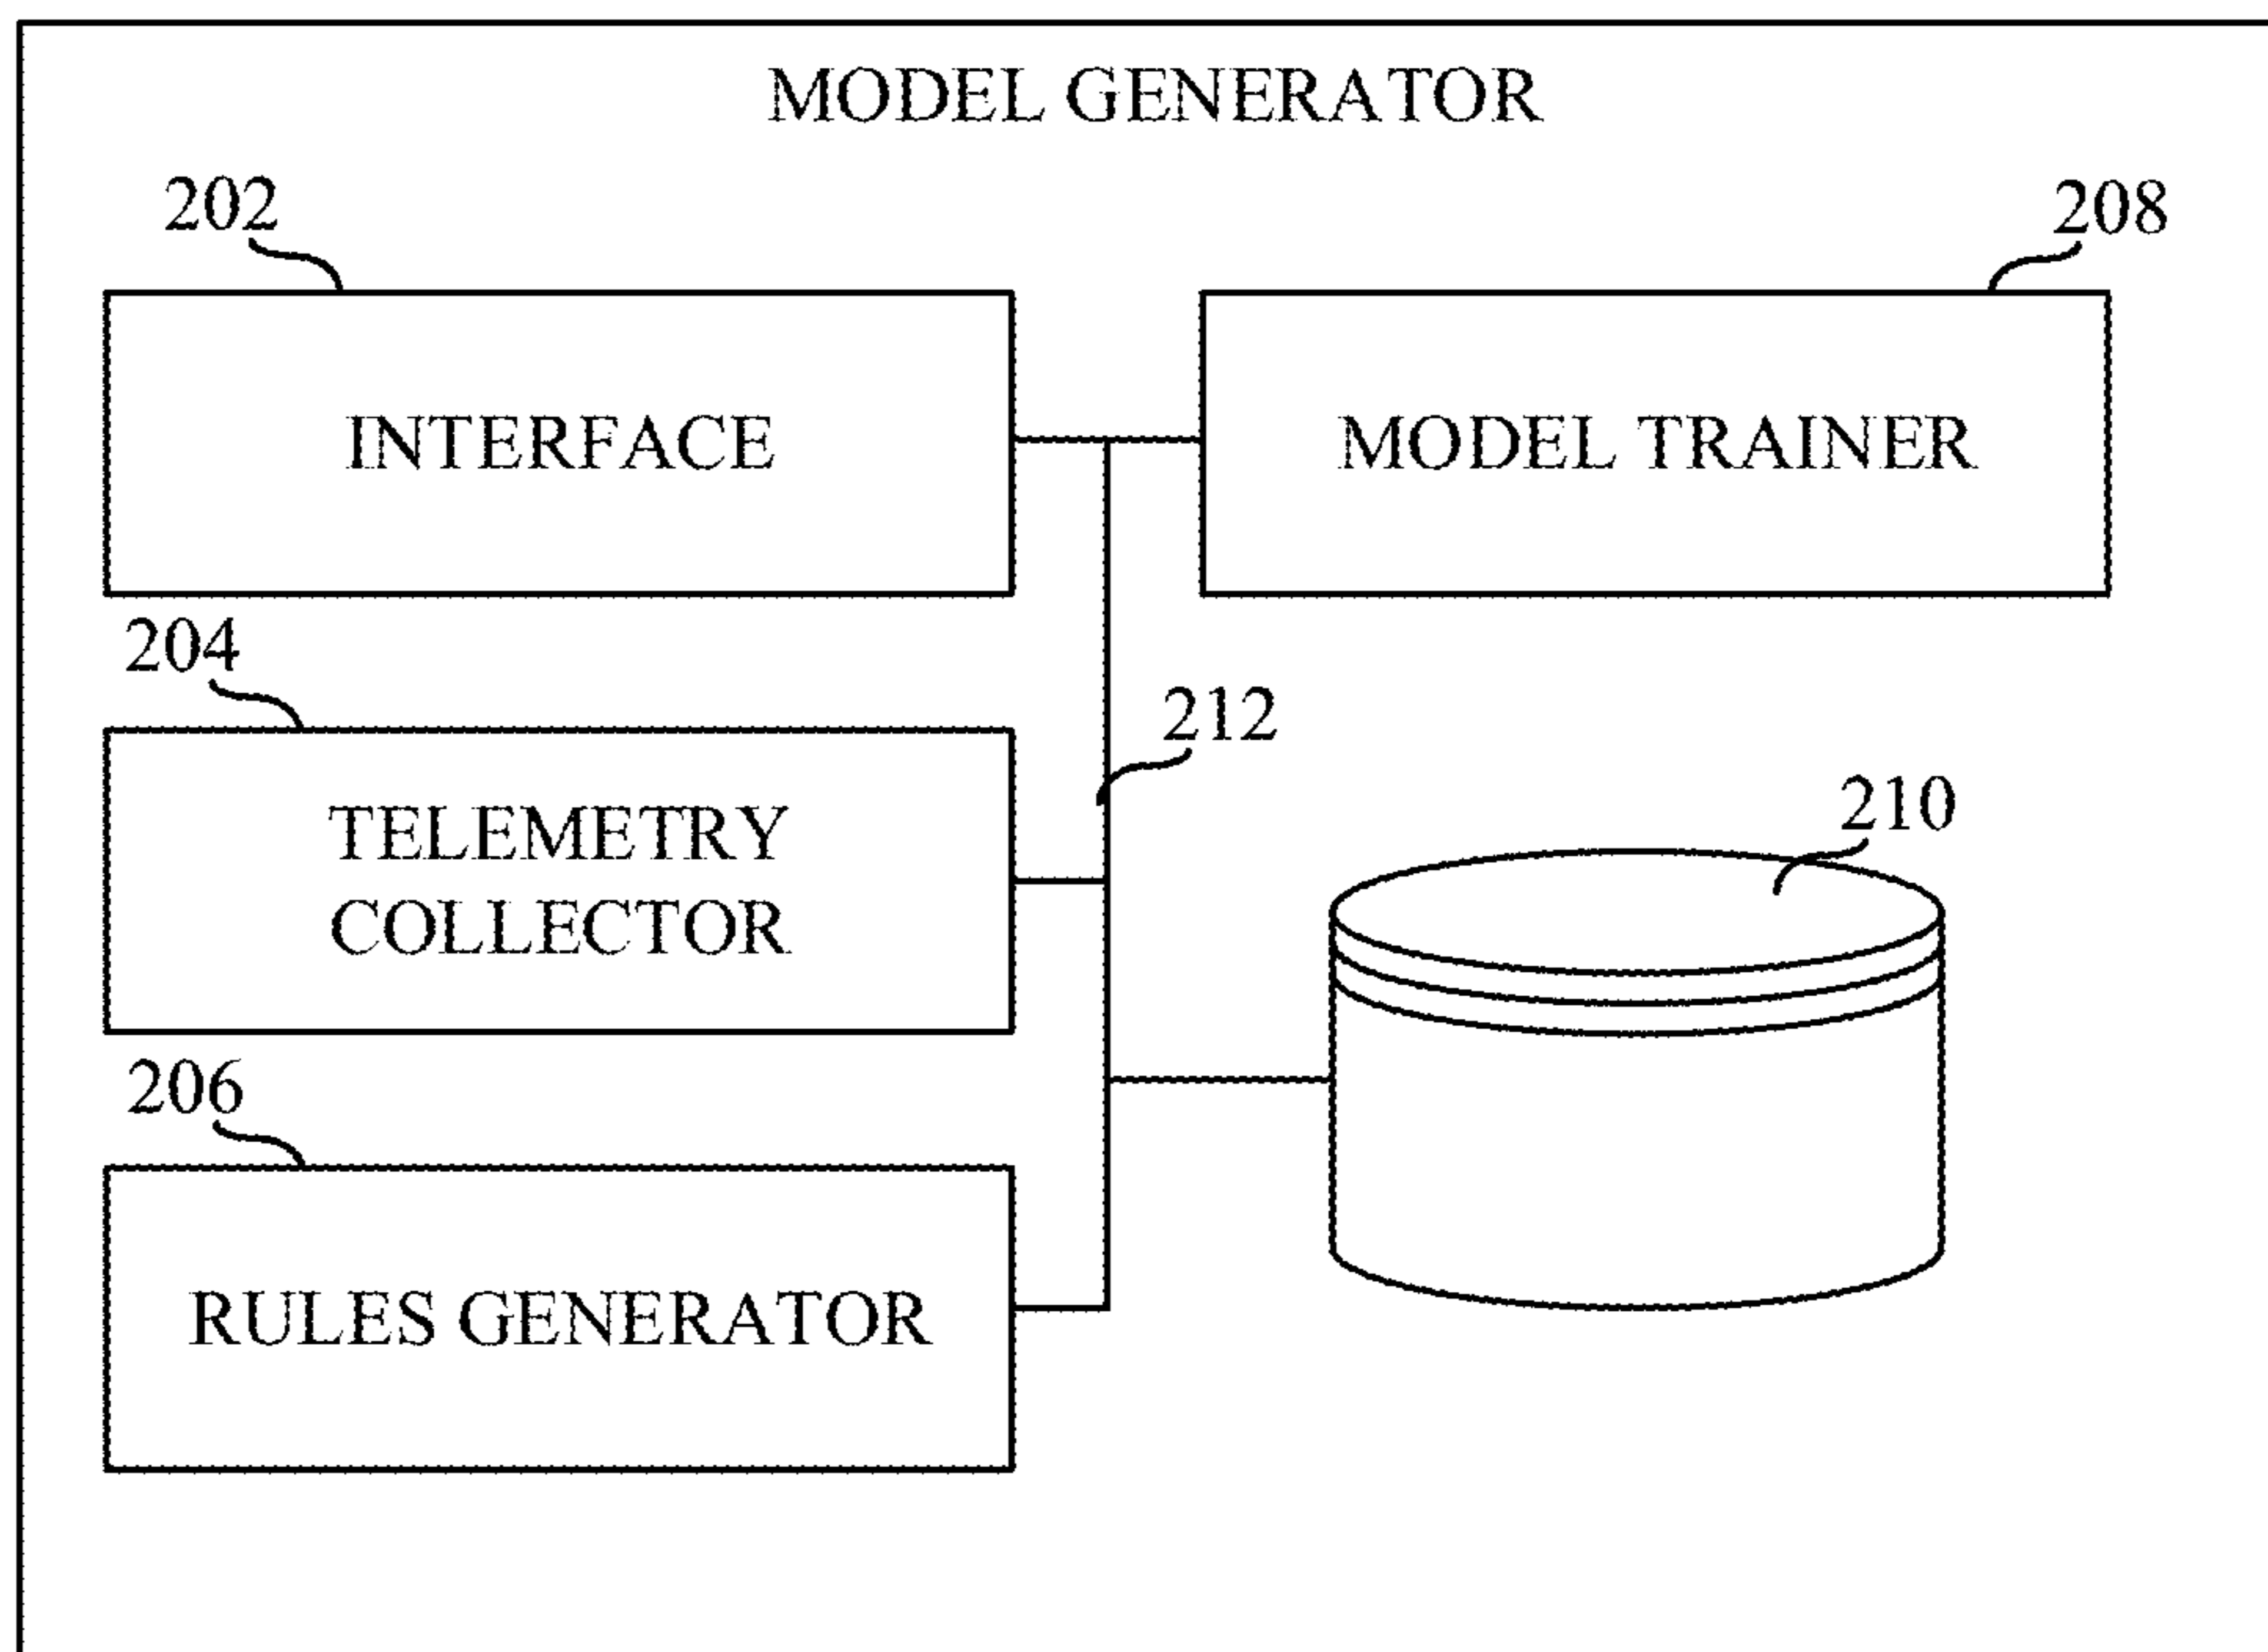 MODEL GENERATOR
202
208
INTERFACE
MODEL TRAINER
204
212
TELEMETRY
COLLECTOR
210
206
RULES GENERATOR